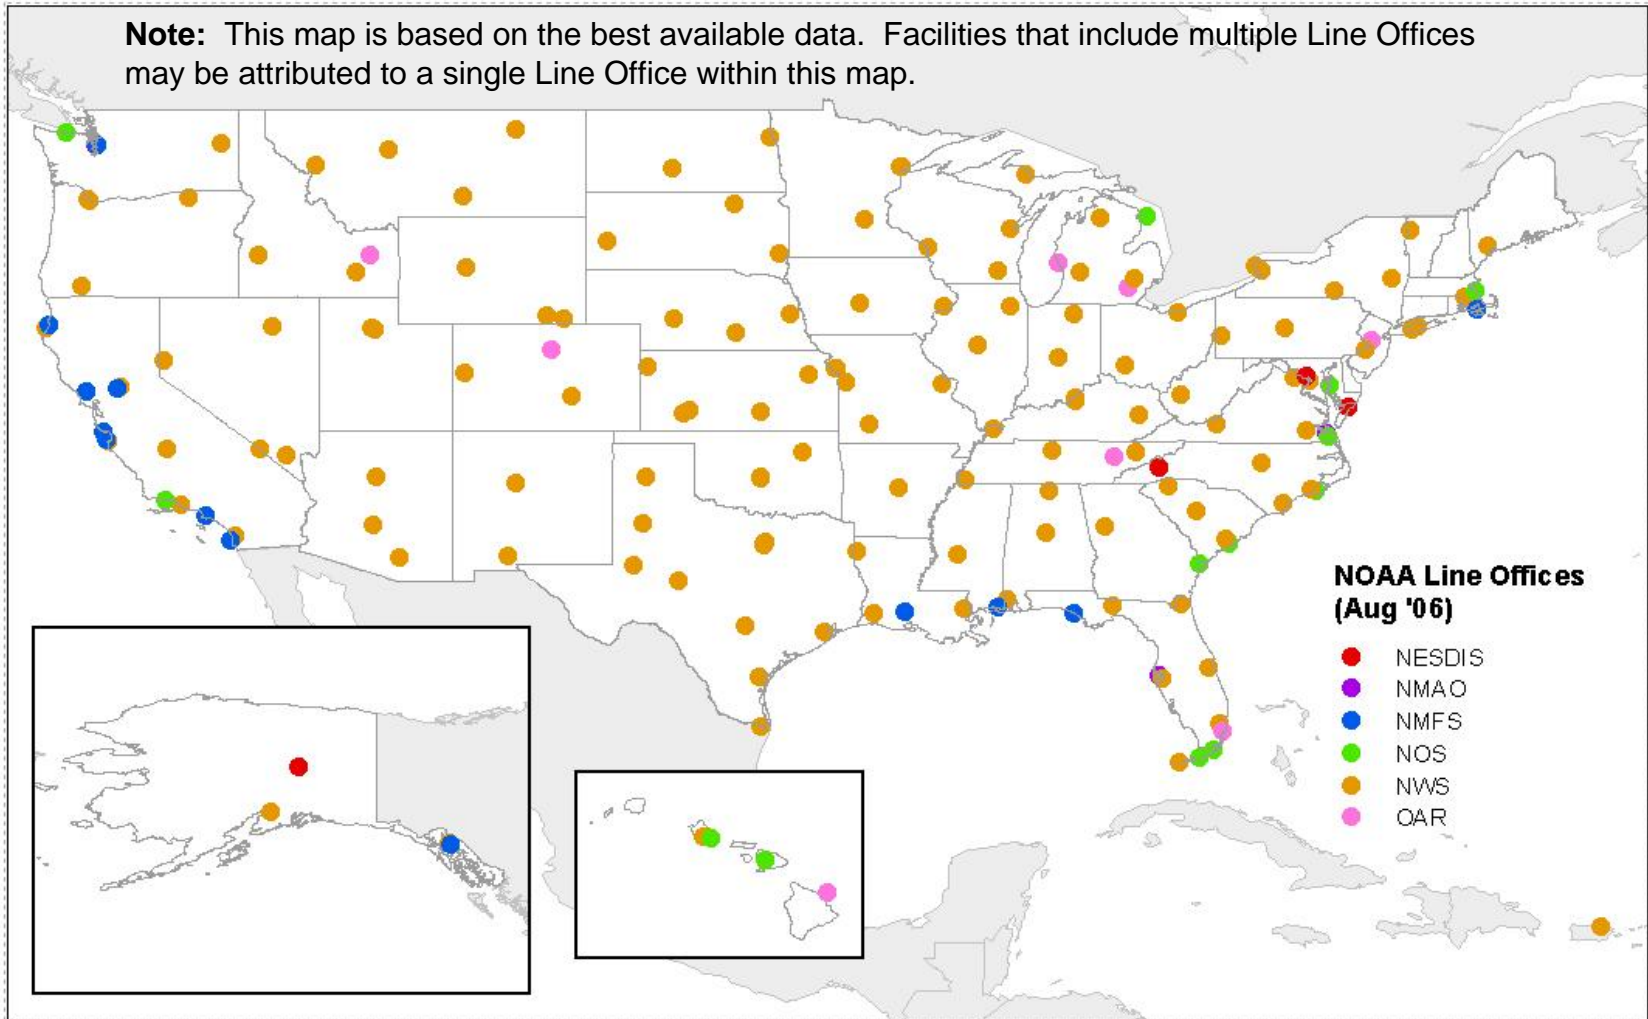 Note: This map is based on the best available data. Facilities that include multiple Line Offices
may be attributed to a single Line Office within this map.
NOAA Line Offices
(Aug '06)
NESDIS
NMAO
NMFS
NOS
NWS
OAR